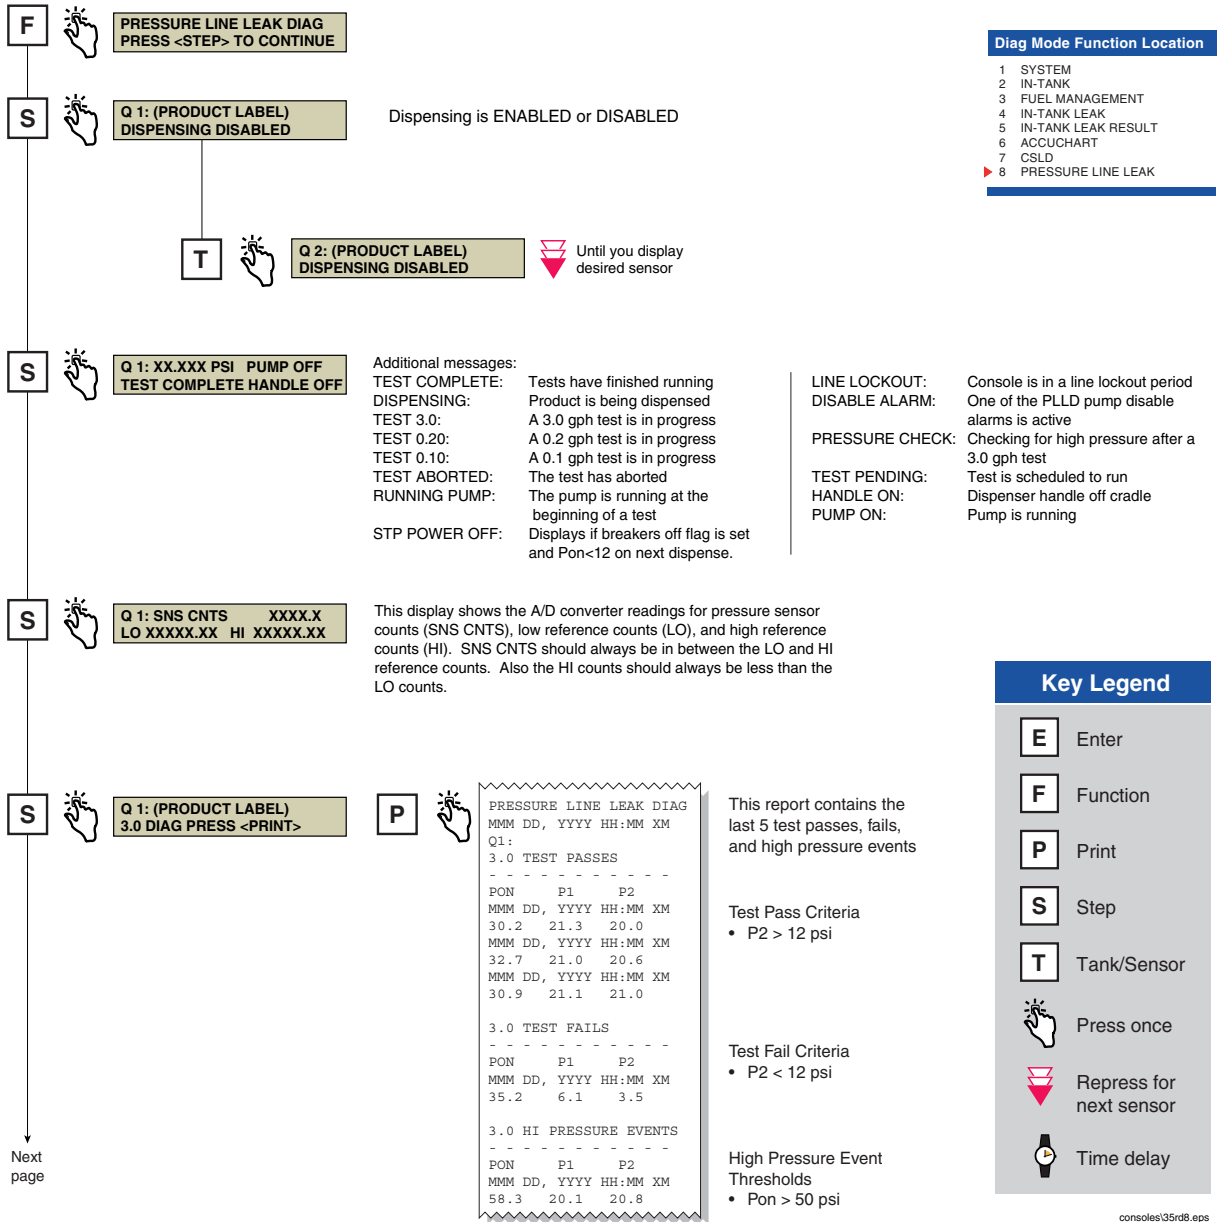 F
PRESSURE LINE LEAK DIAG
PRESS <STEP> TO CONTINUE
Diag Mode Function Location
1 SYSTEM
2 IN-TANK
3 FUEL MANAGEMENT
4 IN-TANK LEAK
5 IN-TANK LEAK RESULT
6 ACCUCHART
7 CSLD
8 PRESSURE LINE LEAK
S
Q 1: (PRODUCT LABEL)
DISPENSING DISABLED
Dispensing is ENABLED or DISABLED
T
Q 2: (PRODUCT LABEL)
DISPENSING DISABLED
Until you display
desired sensor
S
Q 1: XX.XXX PSI PUMP OFF
TEST COMPLETE HANDLE OFF
Additional messages:
TEST COMPLETE: Tests have finished running
DISPENSING: Product is being dispensed
TEST 3.0: A 3.0 gph test is in progress
TEST 0.20: A 0.2 gph test is in progress
TEST 0.10: A 0.1 gph test is in progress
TEST ABORTED: The test has aborted
RUNNING PUMP: The pump is running at the
beginning of a test
STP POWER OFF: Displays if breakers off flag is set
and Pon<12 on next dispense.
LINE LOCKOUT: Console is in a line lockout period
DISABLE ALARM: One of the PLLD pump disable
alarms is active
PRESSURE CHECK: Checking for high pressure after a
3.0 gph test
TEST PENDING: Test is scheduled to run
HANDLE ON: Dispenser handle off cradle
PUMP ON: Pump is running
S
Q 1: SNS CNTS XXXX.X
LO XXXXX.XX HI XXXXX.XX
This display shows the A/D converter readings for pressure sensor
counts (SNS CNTS), low reference counts (LO), and high reference
counts (HI). SNS CNTS should always be in between the LO and HI
reference counts. Also the HI counts should always be less than the
LO counts.
S
Q 1: (PRODUCT LABEL)
3.0 DIAG PRESS <PRINT>
P
PRESSURE LINE LEAK DIAG
MMM DD, YYYY HH:MM XM
Q1:
3.0 TEST PASSES
- - - - - - - - - - -
PON P1 P2
MMM DD, YYYY HH:MM XM
30.2 21.3 20.0
MMM DD, YYYY HH:MM XM
32.7 21.0 20.6
MMM DD, YYYY HH:MM XM
30.9 21.1 21.0
3.0 TEST FAILS
- - - - - - - - - - -
PON P1 P2
MMM DD, YYYY HH:MM XM
35.2 6.1 3.5
3.0 HI PRESSURE EVENTS
- - - - - - - - - - -
PON P1 P2
MMM DD, YYYY HH:MM XM
58.3 20.1 20.8
This report contains the
last 5 test passes, fails,
and high pressure events
Test Pass Criteria
• P2 > 12 psi
Test Fail Criteria
• P2 < 12 psi
High Pressure Event
Thresholds
• Pon > 50 psi
Next
page
Key Legend
E Enter
F Function
P Print
S Step
T Tank/Sensor
Press once
Repress for
next sensor
Time delay
consoles\35rd8.eps